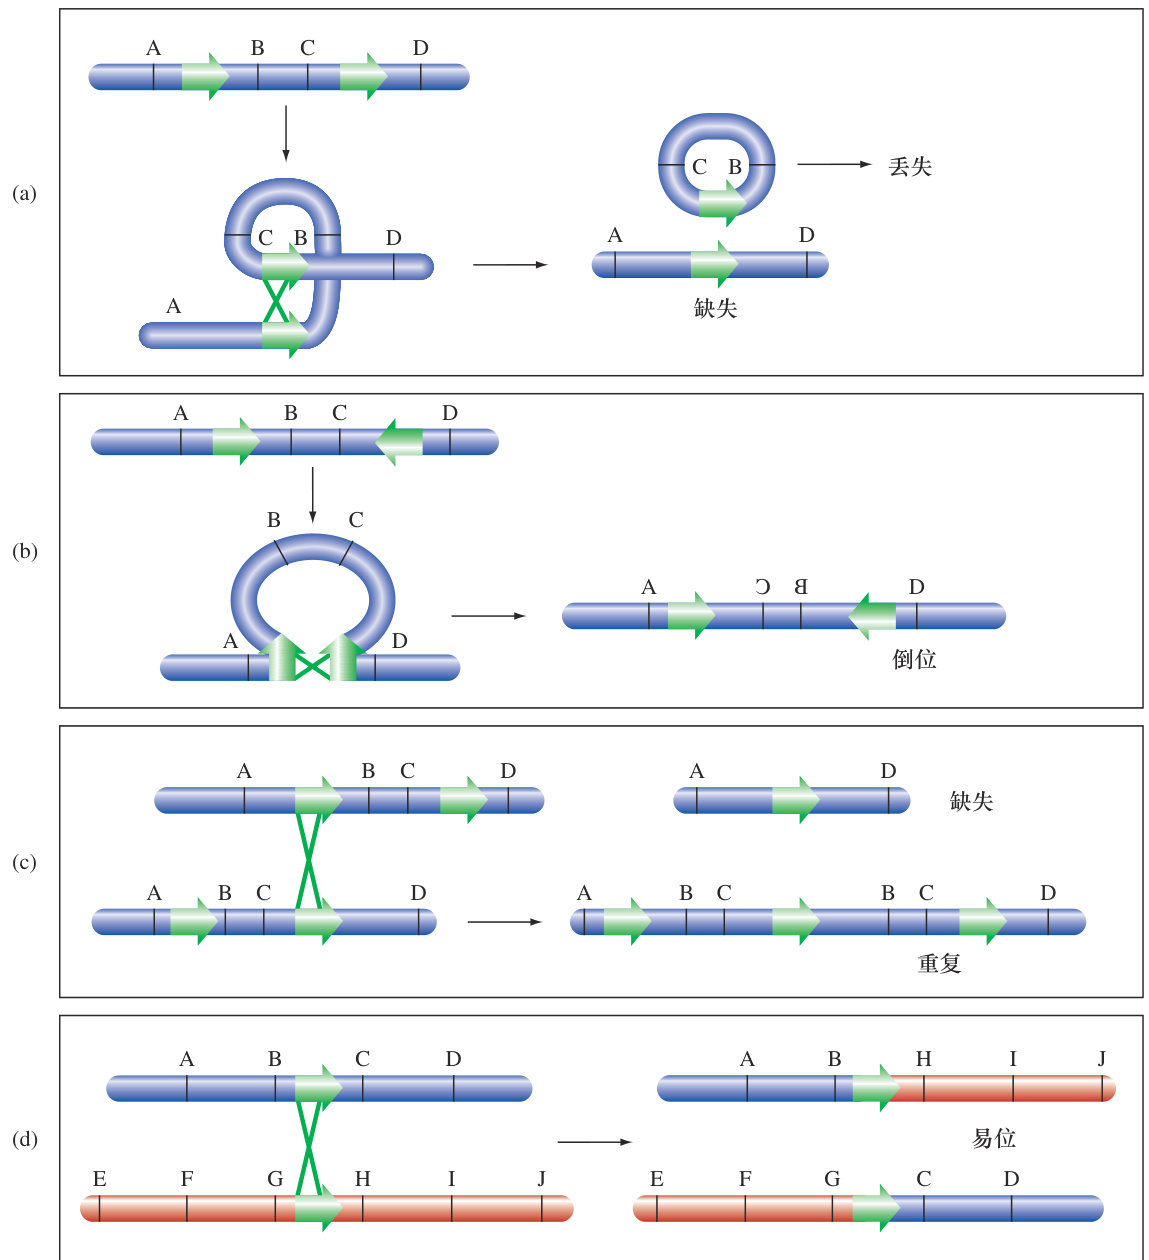 (a)
A B C D
C B D
A
C B
丢失
A D
缺失
(b)
A B C D
B C
A D
A C B D
倒位
(c)
A B C D
A D
缺失
A B C D
A B C B C D
重复
(d)
A B C D
A B H I J
易位
E F G H I J
E F G C D